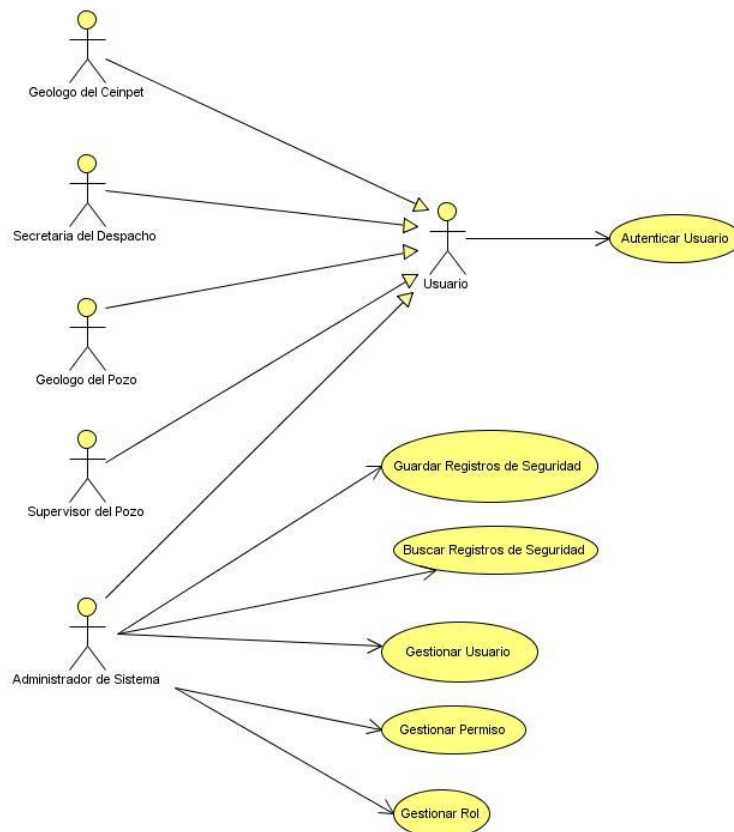 Geologo del Ceinpet
Secretaria del Despacho
Usuario
Autenticar Usuario
Geologo del Pozo
Supervisor del Pozo
Guardar Registros de Seguridad
Buscar Registros de Seguridad
Administrador de Sistema
Gestionar Usuario
Gestionar Permiso
Gestionar Rol